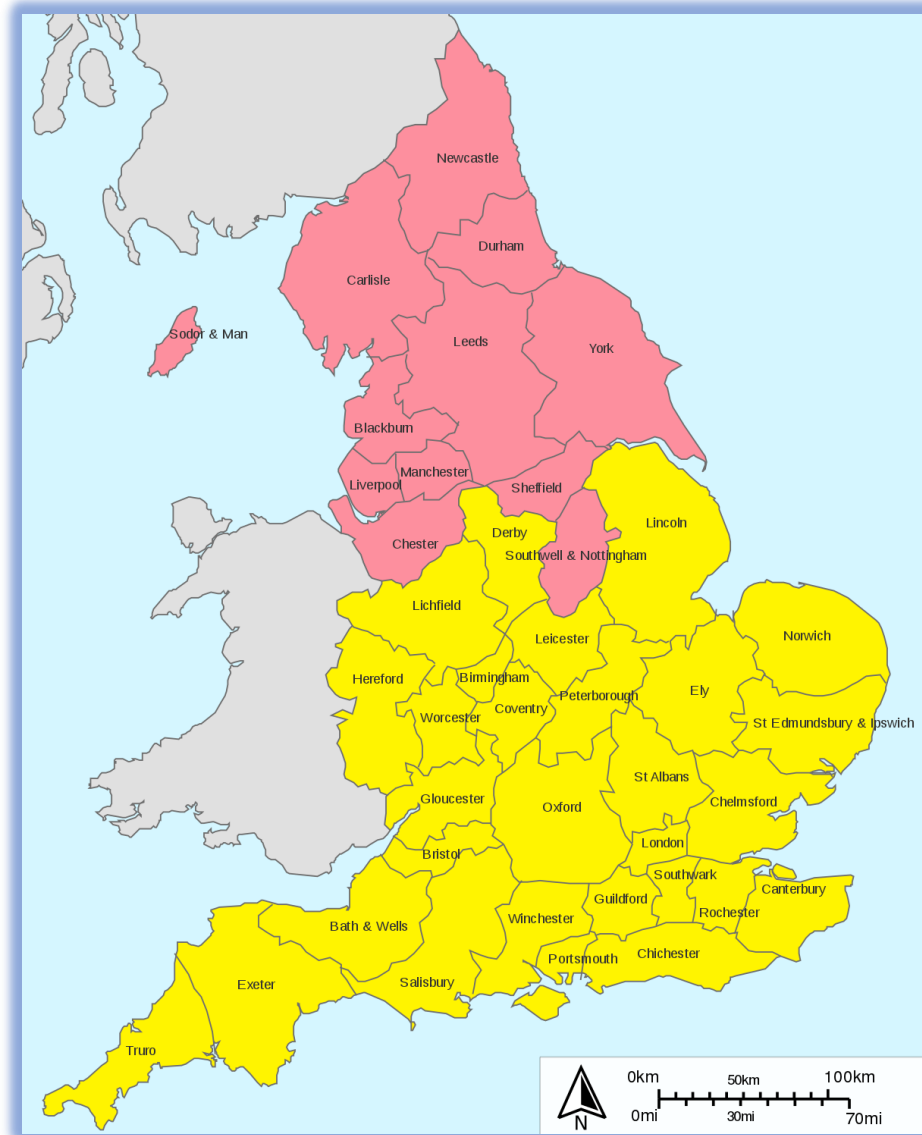 Newcastle
Durham
Carlisle
Sodor & Man
Leeds
York
Blackburn
Manchester
Liverpool
Sheffield
Chester
Derby
Lincoln
Southwell & Nottingham
Lichfield
Leicester
Norwich
Hereford
Birmingham
Peterborough
Ely
Worcester
Coventry
St Edmundsbury & Ipswich
St Albans
Gloucester
Oxford
Chelmsford
London
Bristol
Southwark
Canterbury
Guildford
Rochester
Winchester
Bath & Wells
Chichester
Portsmouth
Salisbury
Exeter
Truro
0km 50km 100km
0mi 30mi 70mi
N